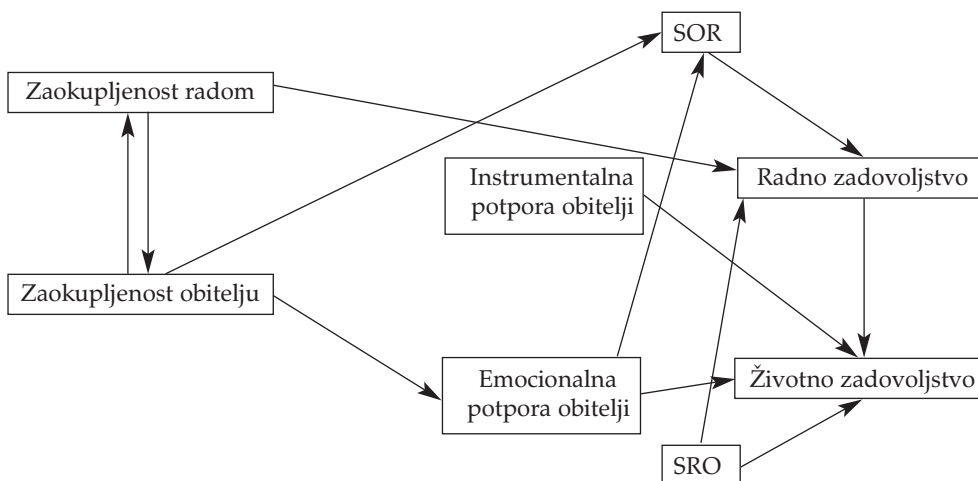 SOR
Zaokupljenost radom
Instrumentalna
potpora obitelji
Radno zadovoljstvo
Zaokupljenost obitelju
Emocionalna
potpora obitelji
Životno zadovoljstvo
SRO